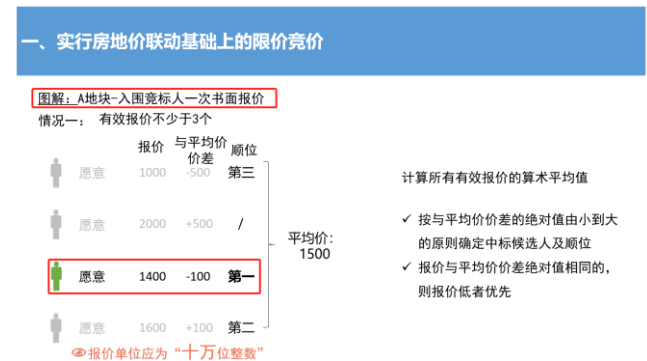 一、实行房地价联动基础上的限价竞价
图解：A地块-入围竞标人一次书面报价
情况一： 有效报价不少于3个
报价 与平均价价差 顺位
愿意 1000 -500 第三
愿意 2000 +500 /
平均价：
1500
愿意 1400 -100 第一
愿意 1600 +100 第二
报价单位应为“十万位整数”
计算所有有效报价的算术平均值
✓ 按与平均价价差的绝对值由小到大
的原则确定中标候选人及顺位
✓ 报价与平均价价差绝对值相同的，
则报价低者优先